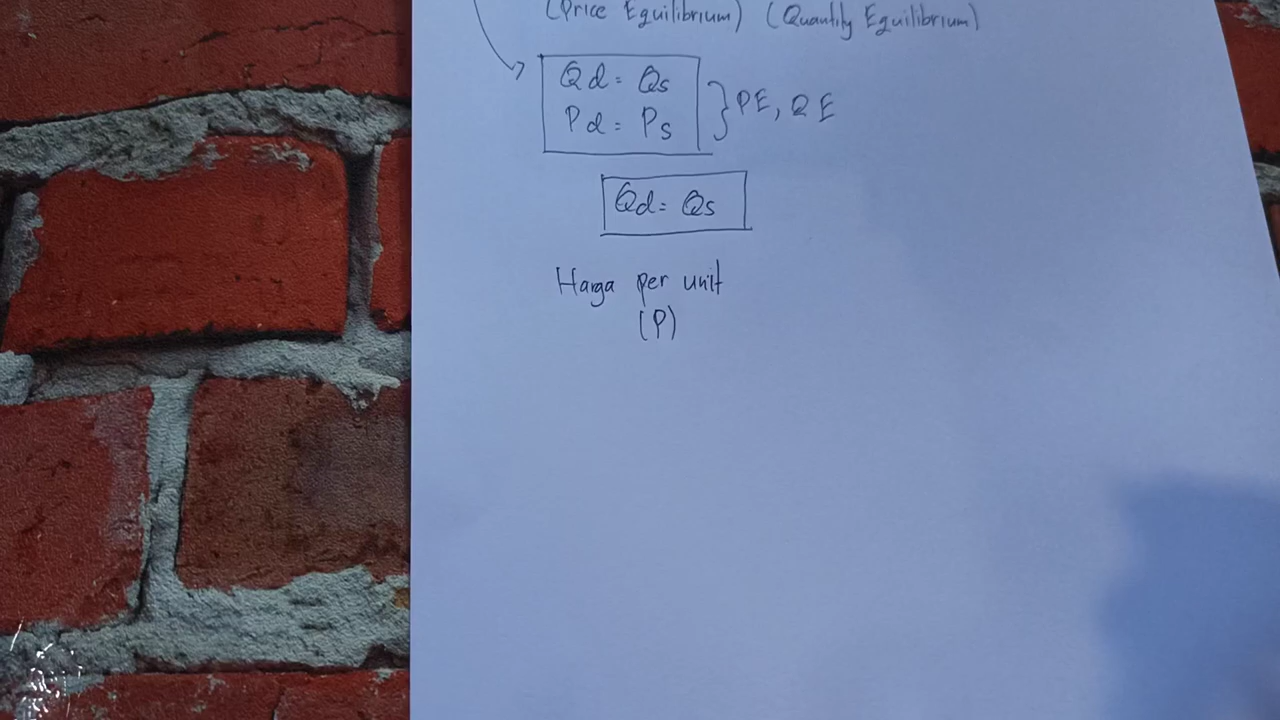 (Price Equilibrium) (Quantity Equilibrium)
Qd = Qs
Pd = Ps } PE, QE
Qd = Qs
Harga per unit
(P)